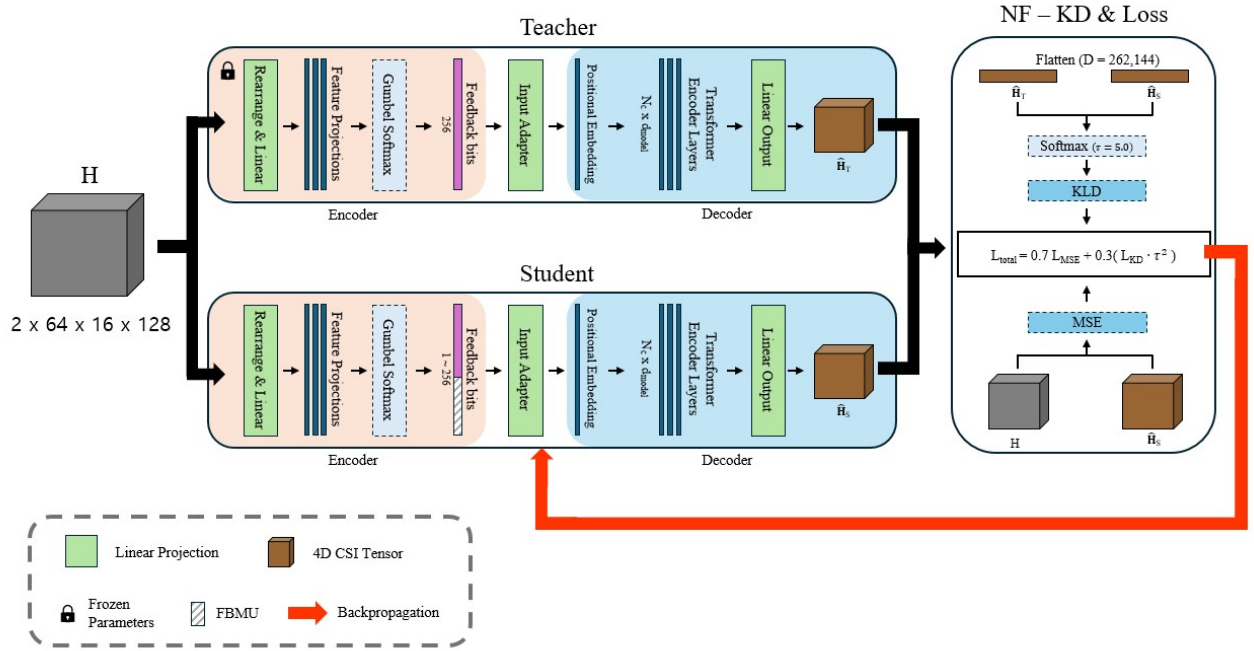 Teacher
Rearrange & Linear
Feature Projections
Gumbel Softmax
256
Feedback bits
Input Adapter
Positional Embedding
N_c x d_model
Transformer
Encoder Layers
Linear Output
Ĥ_T
Encoder
Decoder
H
2 x 64 x 16 x 128
Student
Rearrange & Linear
Feature Projections
Gumbel Softmax
1 ~ 256
Feedback bits
Input Adapter
Positional Embedding
N_c x d_model
Transformer
Encoder Layers
Linear Output
Ĥ_S
Encoder
Decoder
NF – KD & Loss
Flatten (D = 262,144)
Ĥ_T
Ĥ_S
Softmax (τ = 5.0)
KLD
L_total = 0.7 L_MSE + 0.3( L_KD · τ² )
MSE
H
Ĥ_S
Linear Projection
4D CSI Tensor
Frozen
Parameters
FBMU
Backpropagation